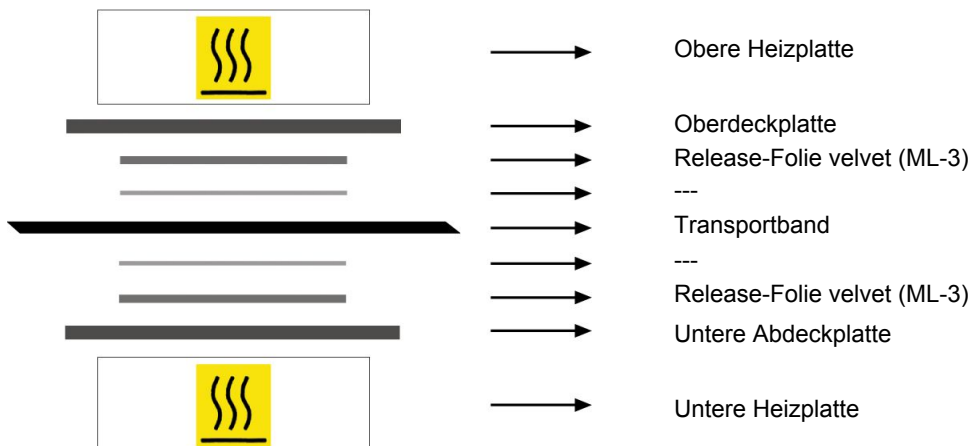 Obere Heizplatte
Oberdeckplatte
Release-Folie velvet (ML-3)
---
Transportband
---
Release-Folie velvet (ML-3)
Untere Abdeckplatte
Untere Heizplatte